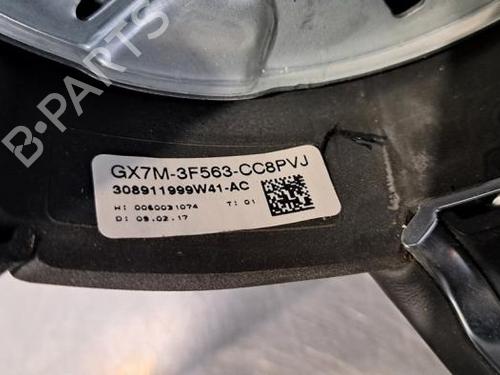 B-PARTS
GX7M-3F563-CC8PVJ
308911999W41-AC
H: 0060031074 T: 01
D: 09.02.17